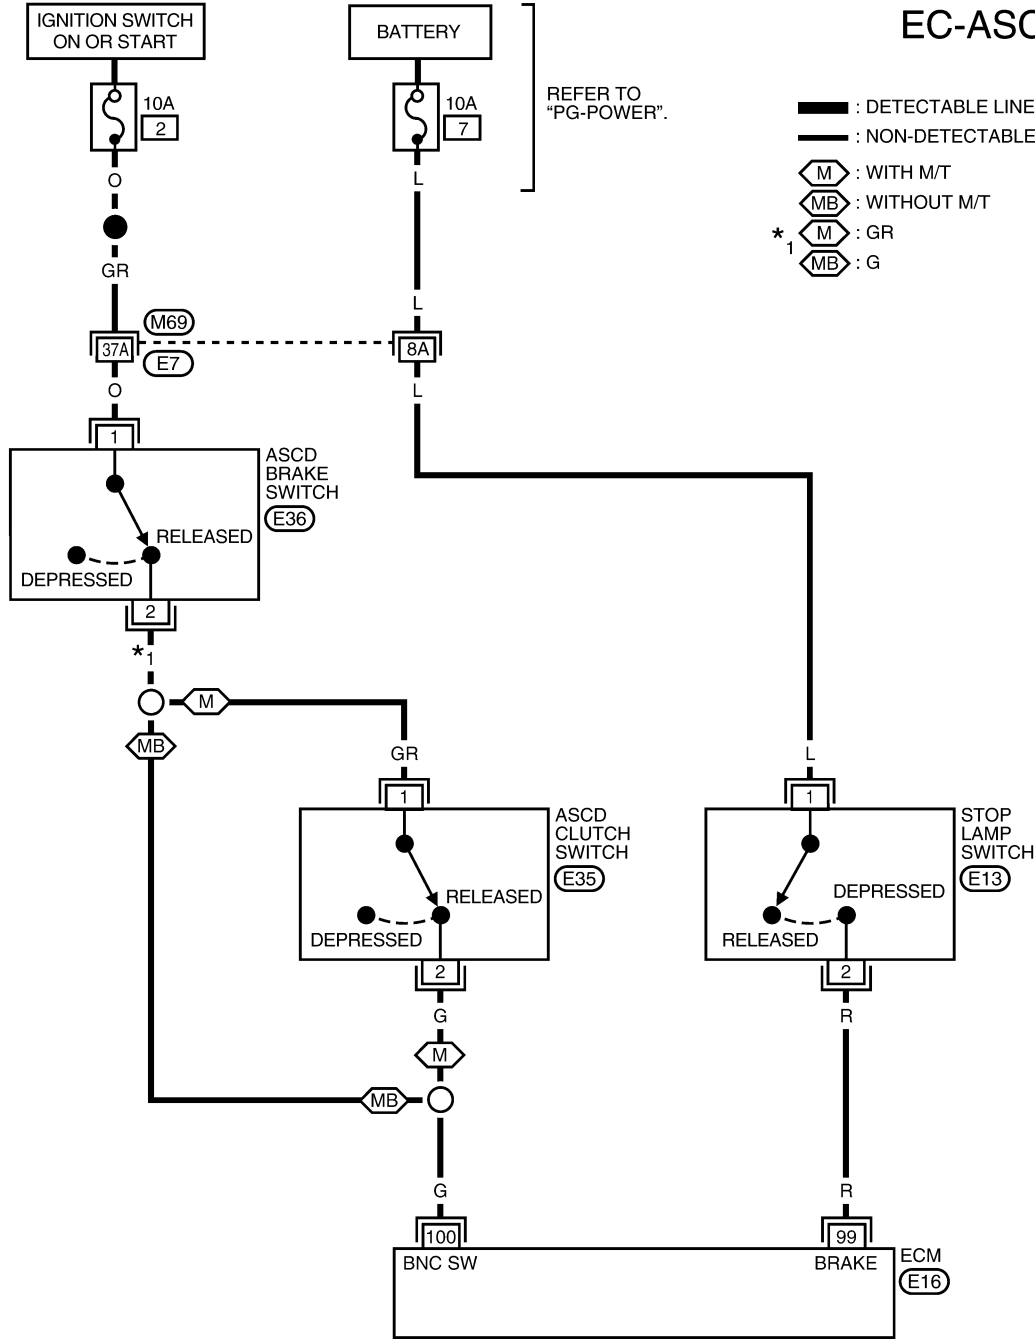 EC-ASC
IGNITION SWITCH
ON OR START
BATTERY
10A
2
10A
7
REFER TO
“PG-POWER”.
: DETECTABLE LINE
: NON-DETECTABLE
M : WITH M/T
MB : WITHOUT M/T
*1 M : GR
MB : G
O
L
GR
L
M69
37A
8A
E7
O
L
1
ASCD
BRAKE
SWITCH
E36
RELEASED
DEPRESSED
2
*1
M
MB
GR
L
1
1
ASCD
CLUTCH
SWITCH
E35
RELEASED
DEPRESSED
STOP
LAMP
SWITCH
E13
DEPRESSED
RELEASED
2
2
G
R
M
MB
G
R
100
99
BNC SW
BRAKE
ECM
E16